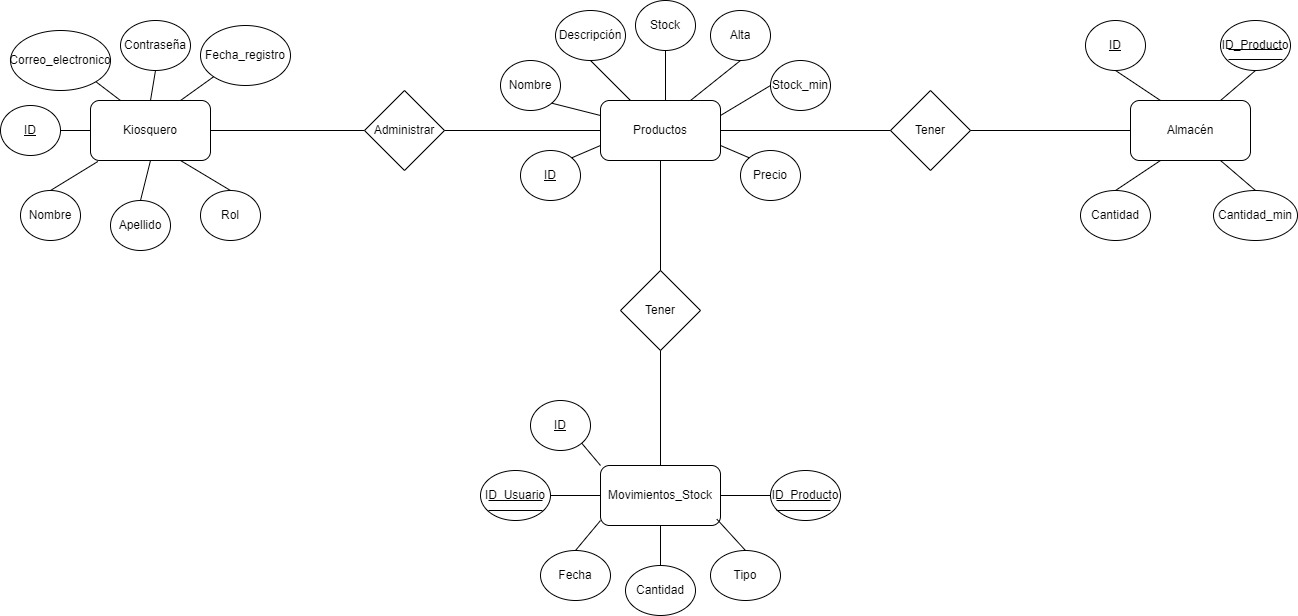 Correo_electronico
Contraseña
Fecha_registro
ID
Kiosquero
Nombre
Apellido
Rol
Administrar
Nombre
Descripción
Stock
Alta
Stock_min
Productos
ID
Precio
Tener
ID
ID_Producto
Almacén
Cantidad
Cantidad_min
Tener
ID
ID_Usuario
Movimientos_Stock
ID_Producto
Fecha
Cantidad
Tipo